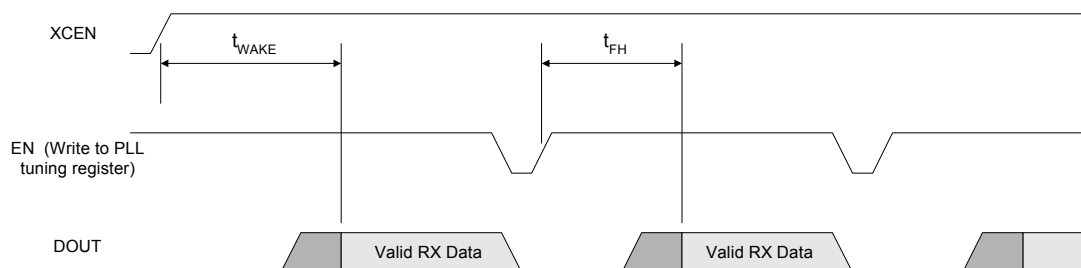 XCEN
tWAKE
tFH
EN (Write to PLL
tuning register)
DOUT
Valid RX Data
Valid RX Data